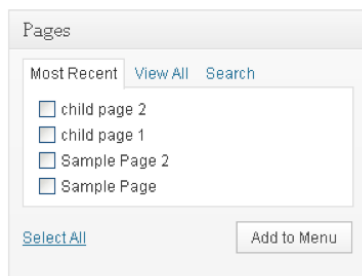 Pages
Most Recent View All Search
child page 2
child page 1
Sample Page 2
Sample Page
Select All Add to Menu